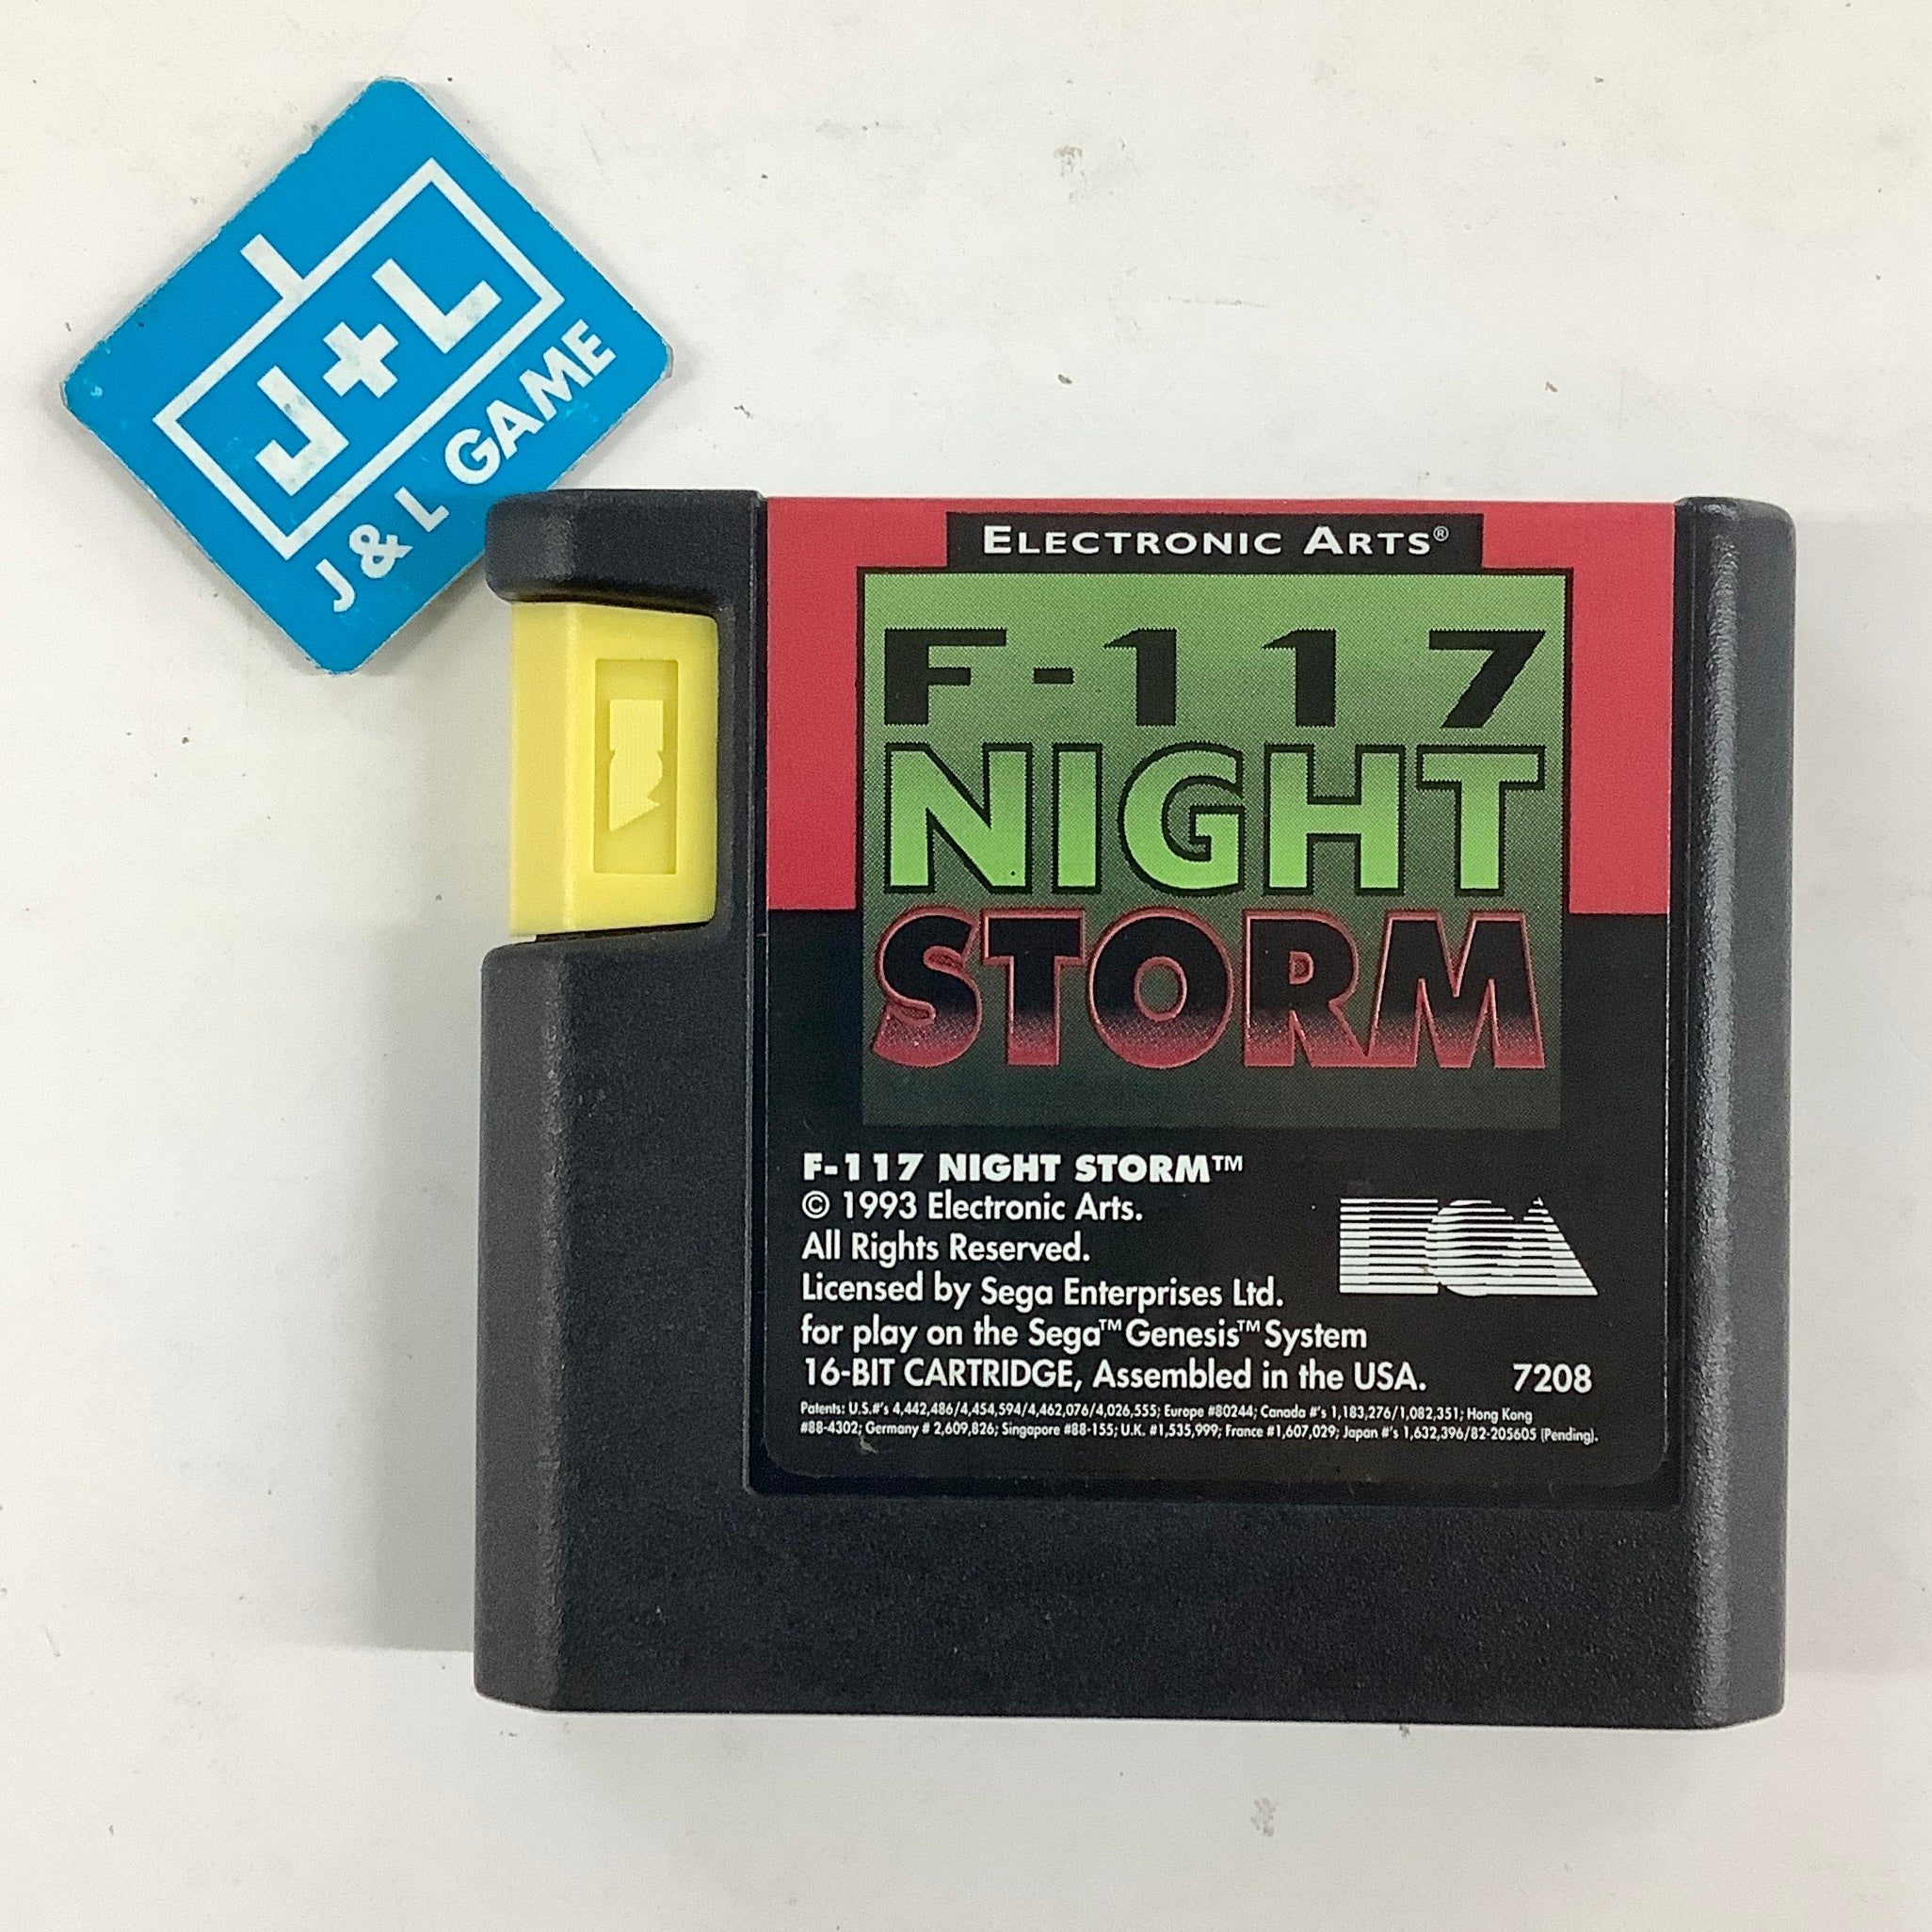 J+L
J & L GAME
ELECTRONIC ARTS®
F-117
NIGHT
STORM
F-117 NIGHT STORM™
© 1993 Electronic Arts.
All Rights Reserved.
Licensed by Sega Enterprises Ltd.
for play on the Sega™ Genesis™ System
16-BIT CARTRIDGE, Assembled in the USA. 7208
EA
Patents: U.S.#'s 4,442,486/4,454,594/4,462,076/4,026,555; Europe #80244; Canada #'s 1,183,276/1,082,351; Hong Kong
#88-4302; Germany # 2,609,826; Singapore #88-155; U.K. #1,535,999; France #1,607,029; Japan #'s 1,632,396/82-205605 (Pending).